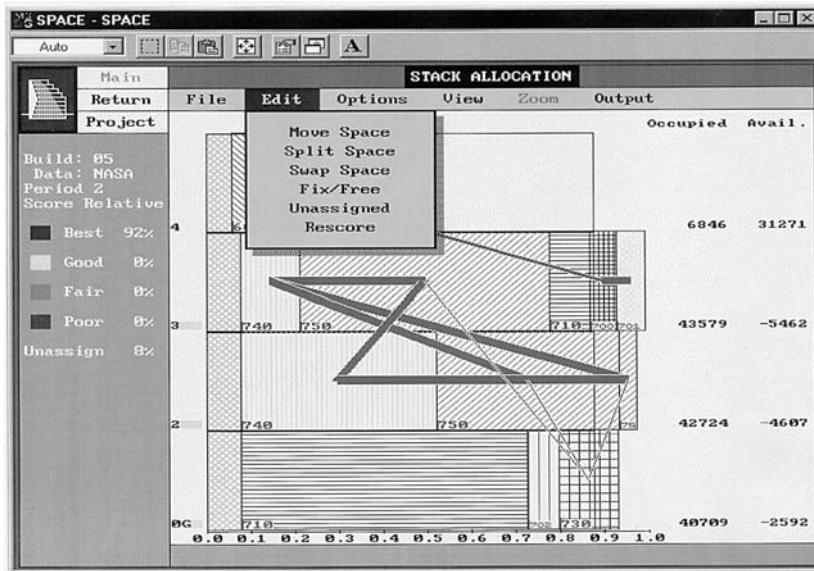 SPACE - SPACE
Auto
A
Main
STACK ALLOCATION
Return
File Edit Options View Zoom Output
Project
Move Space
Split Space
Swap Space
Fix/Free
Unassigned
Rescore
Occupied Avail.
Build: 05
Data: NASA
Period 2
Score Relative
Best 92%
Good 0%
Fair 0%
Poor 0%
Unassign 8%
4 6846 31271
3 740 750 710 700 701 43579 -5462
2 740 750 75 42724 -4607
0G 710 702 730 40709 -2592
0.0 0.1 0.2 0.3 0.4 0.5 0.6 0.7 0.8 0.9 1.0